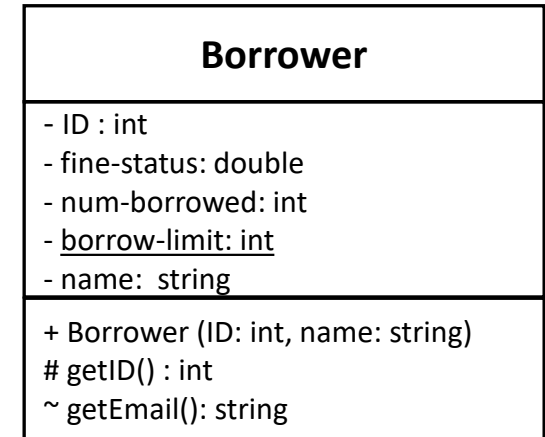 Borrower
- ID : int
- fine-status: double
- num-borrowed: int
- borrow-limit: int
- name: string
+ Borrower (ID: int, name: string)
# getID() : int
~ getEmail(): string